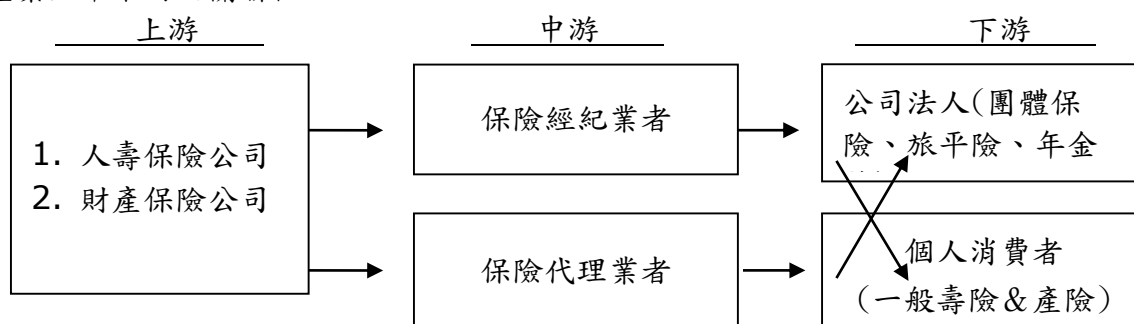 上游
中游
下游
1. 人壽保險公司
2. 財產保險公司
保險經紀業者
保險代理業者
公司法人(團體保
險、旅平險、年金
個人消費者
(一般壽險&產險)